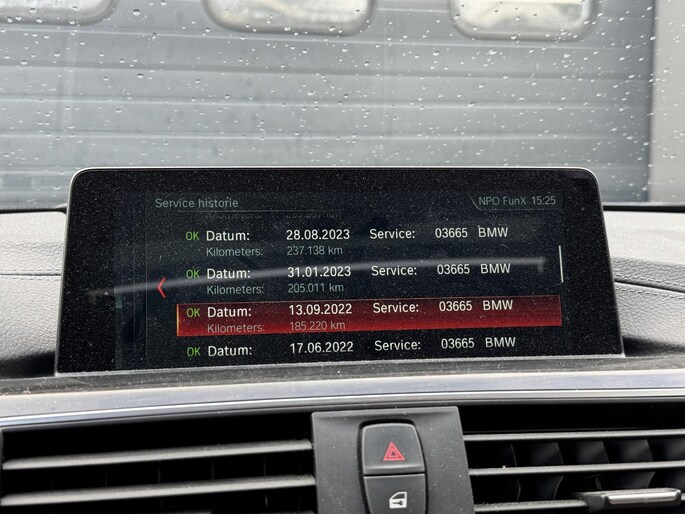 Service historie
NPO FunX 15:25
OK Datum: 28.08.2023 Service: 03665 BMW
Kilometers: 237.138 km
OK Datum: 31.01.2023 Service: 03665 BMW
Kilometers: 205.011 km
OK Datum: 13.09.2022 Service: 03665 BMW
Kilometers: 185.220 km
OK Datum: 17.06.2022 Service: 03665 BMW